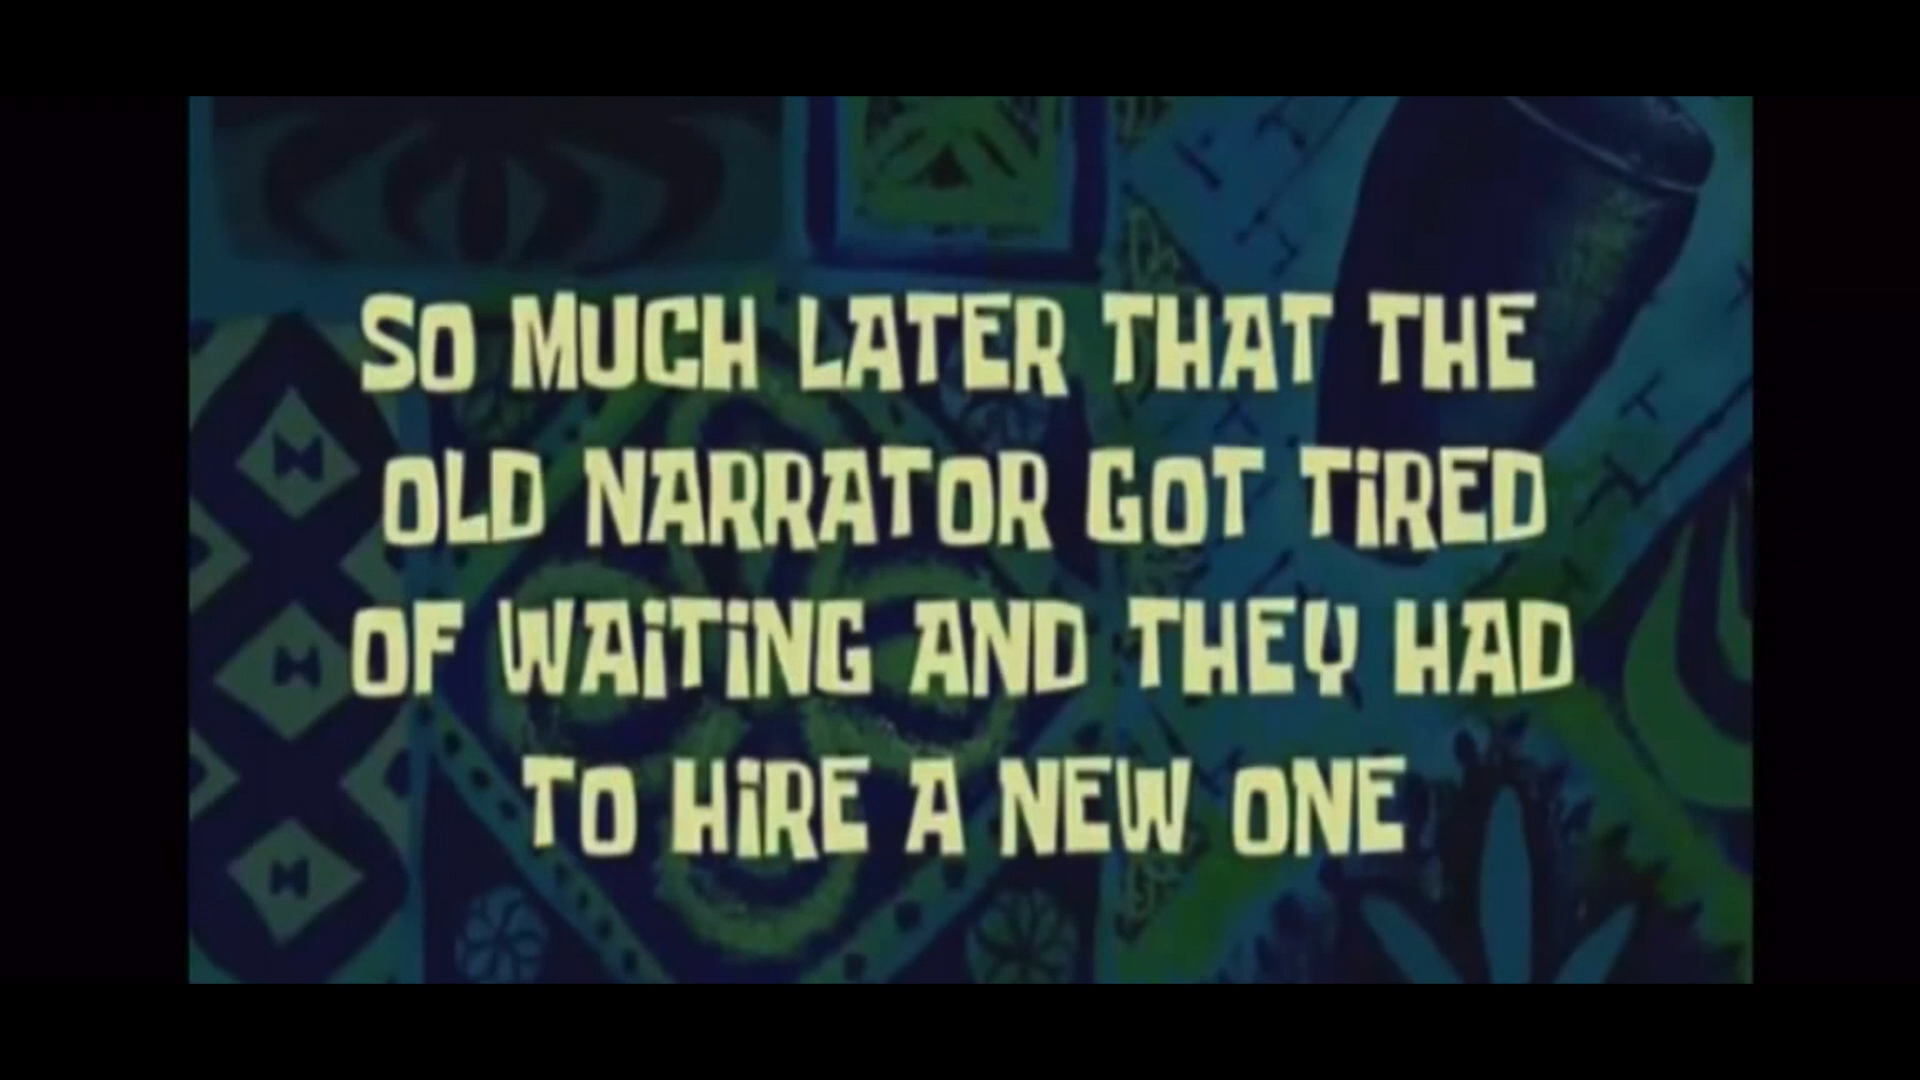 SO MUCH LATER THAT THE
OLD NARRATOR GOT TIRED
OF WAITING AND THEY HAD
TO HIRE A NEW ONE